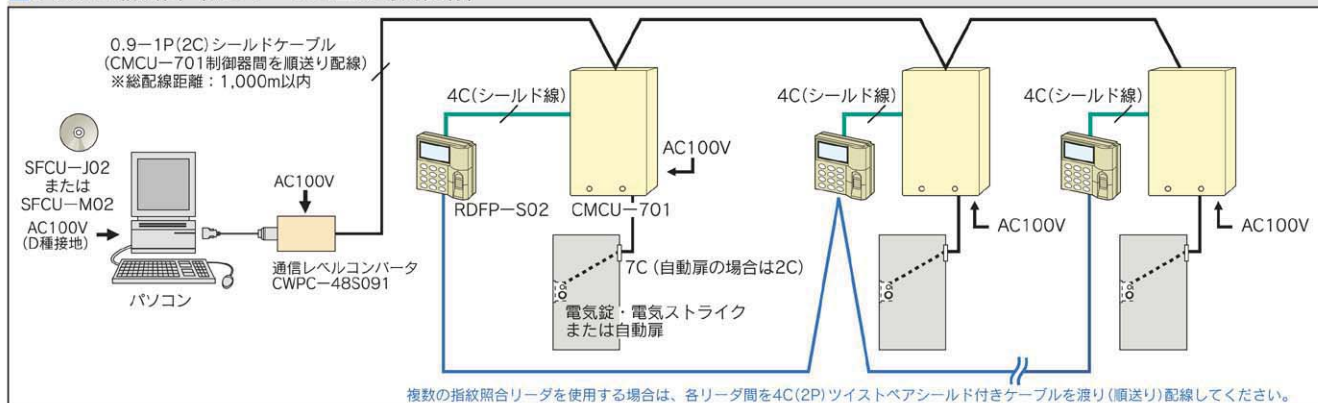 0.9−1P(2C)シールドケーブル
(CMCU−701制御器間を順送り配線)
※総配線距離：1,000m以内
4C(シールド線)
4C(シールド線)
4C(シールド線)
SFCU−J02
または
SFCU−M02
AC100V
(D種接地)
AC100V
AC100V
RDFP−S02
CMCU−701
AC100V
AC100V
通信レベルコンバータ
CWPC−48S091
パソコン
7C (自動扉の場合は2C)
電気錠・電気ストライク
または自動扉
複数の指紋照合リーダを使用する場合は、各リーダ間を4C(2P)ツイストペアシールド付きケーブルを渡り(順送り)配線してください。